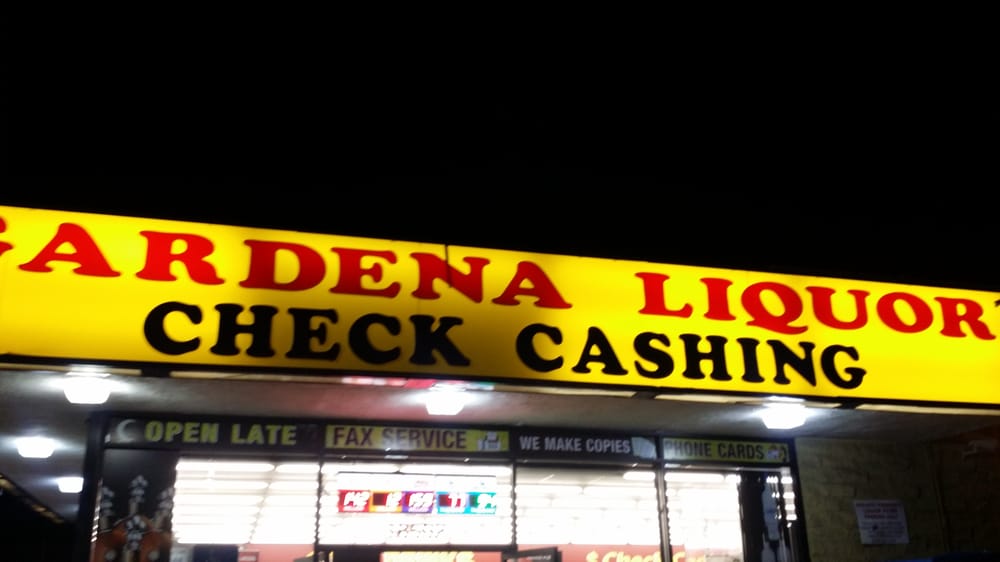 GARDENA LIQUOR
CHECK CASHING
OPEN LATE
FAX SERVICE
WE MAKE COPIES
PHONE CARDS